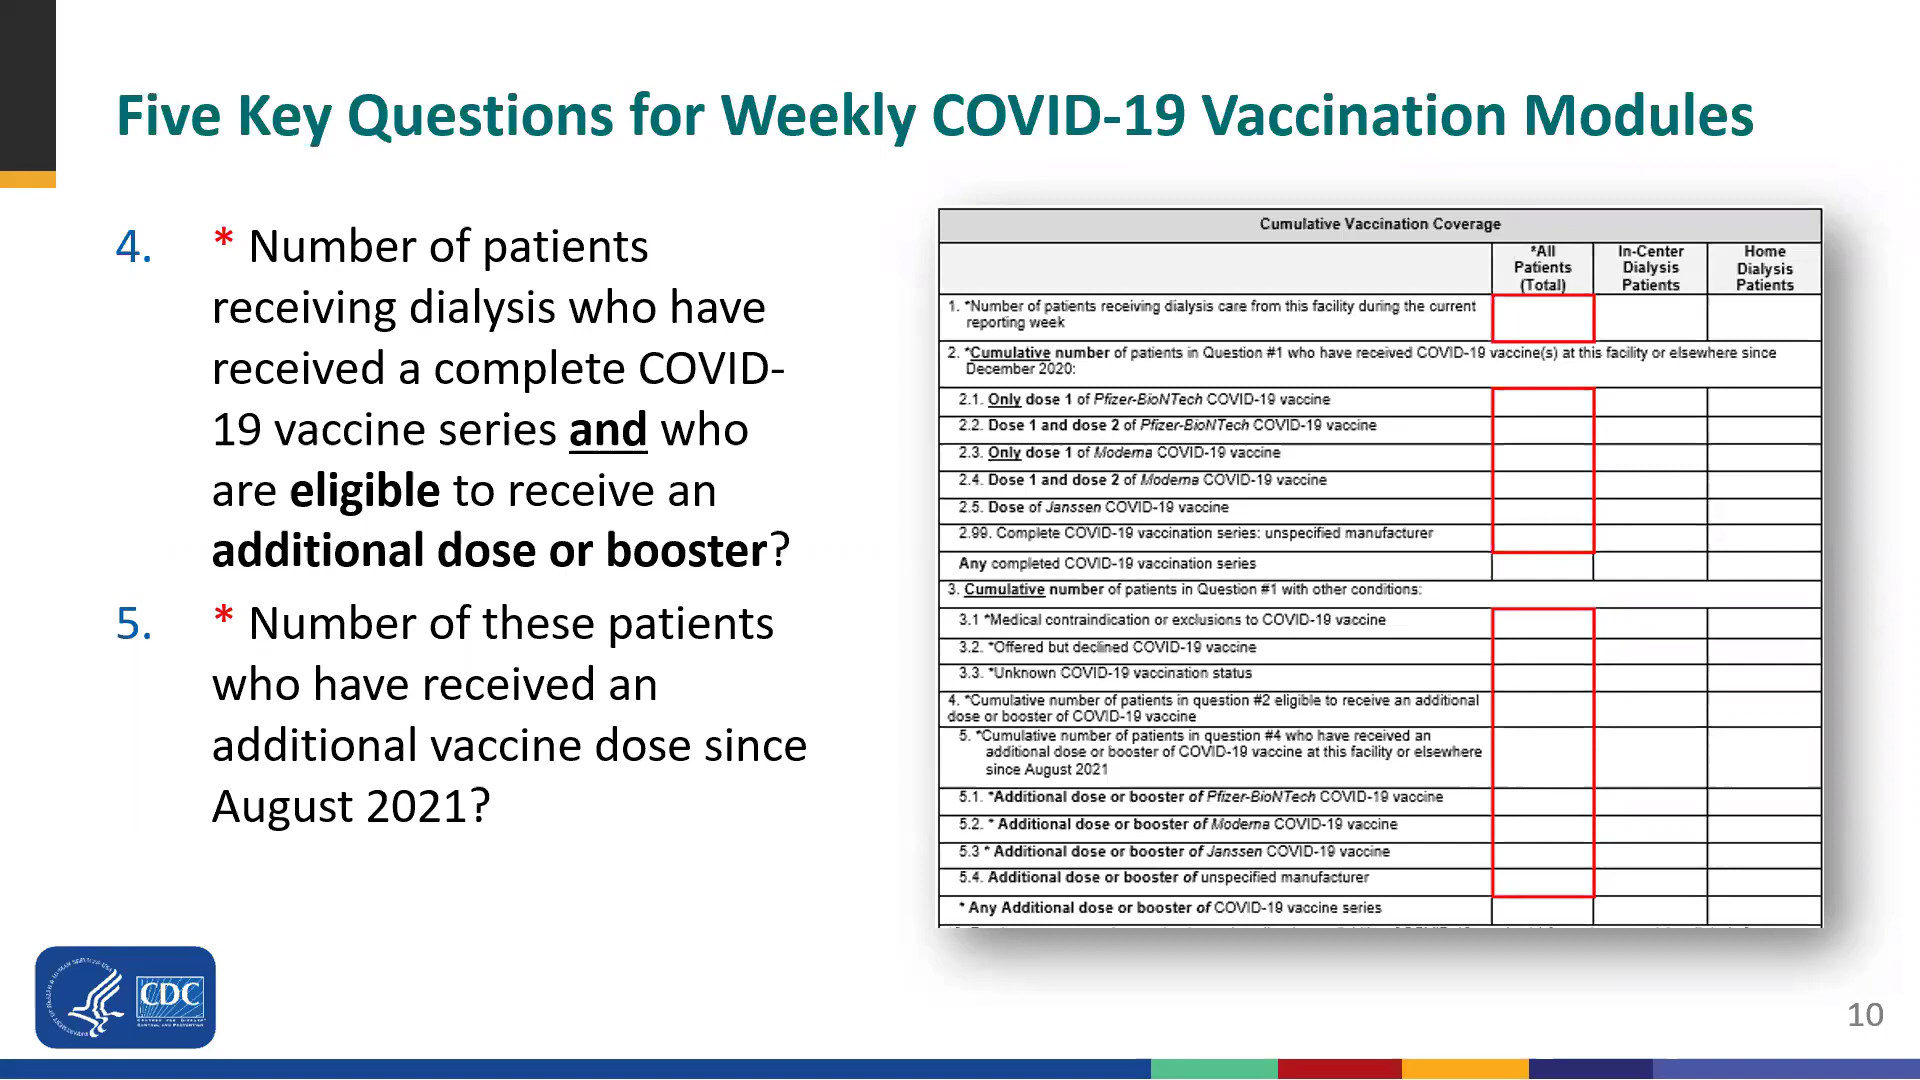 Five Key Questions for Weekly COVID-19 Vaccination Modules
4. * Number of patients
receiving dialysis who have
received a complete COVID-
19 vaccine series and who
are eligible to receive an
additional dose or booster?
5. * Number of these patients
who have received an
additional vaccine dose since
August 2021?
Cumulative Vaccination Coverage
*All
Patients
(Total)
In-Center
Dialysis
Patients
Home
Dialysis
Patients
1. *Number of patients receiving dialysis care from this facility during the current
reporting week
2. *Cumulative number of patients in Question #1 who have received COVID-19 vaccine(s) at this facility or elsewhere since
December 2020:
2.1. Only dose 1 of Pfizer-BioNTech COVID-19 vaccine
2.2. Dose 1 and dose 2 of Pfizer-BioNTech COVID-19 vaccine
2.3. Only dose 1 of Moderna COVID-19 vaccine
2.4. Dose 1 and dose 2 of Moderna COVID-19 vaccine
2.5. Dose of Janssen COVID-19 vaccine
2.99. Complete COVID-19 vaccination series: unspecified manufacturer
Any completed COVID-19 vaccination series
3. Cumulative number of patients in Question #1 with other conditions:
3.1 *Medical contraindication or exclusions to COVID-19 vaccine
3.2. *Offered but declined COVID-19 vaccine
3.3. *Unknown COVID-19 vaccination status
4. *Cumulative number of patients in question #2 eligible to receive an additional
dose or booster of COVID-19 vaccine
5. *Cumulative number of patients in question #4 who have received an
additional dose or booster of COVID-19 vaccine at this facility or elsewhere
since August 2021
5.1. *Additional dose or booster of Pfizer-BioNTech COVID-19 vaccine
5.2. * Additional dose or booster of Moderna COVID-19 vaccine
5.3 * Additional dose or booster of Janssen COVID-19 vaccine
5.4. Additional dose or booster of unspecified manufacturer
* Any Additional dose or booster of COVID-19 vaccine series
CDC
CENTERS FOR DISEASE
CONTROL AND PREVENTION
10